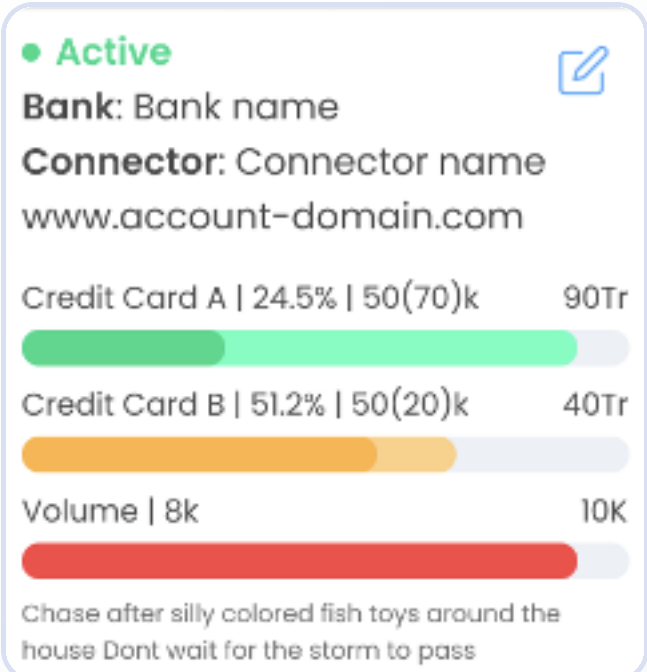 Active
Bank: Bank name
Connector: Connector name
www.account-domain.com
Credit Card A | 24.5% | 50(70)k 90Tr
Credit Card B | 51.2% | 50(20)k 40Tr
Volume | 8k 10K
Chase after silly colored fish toys around the
house Dont wait for the storm to pass